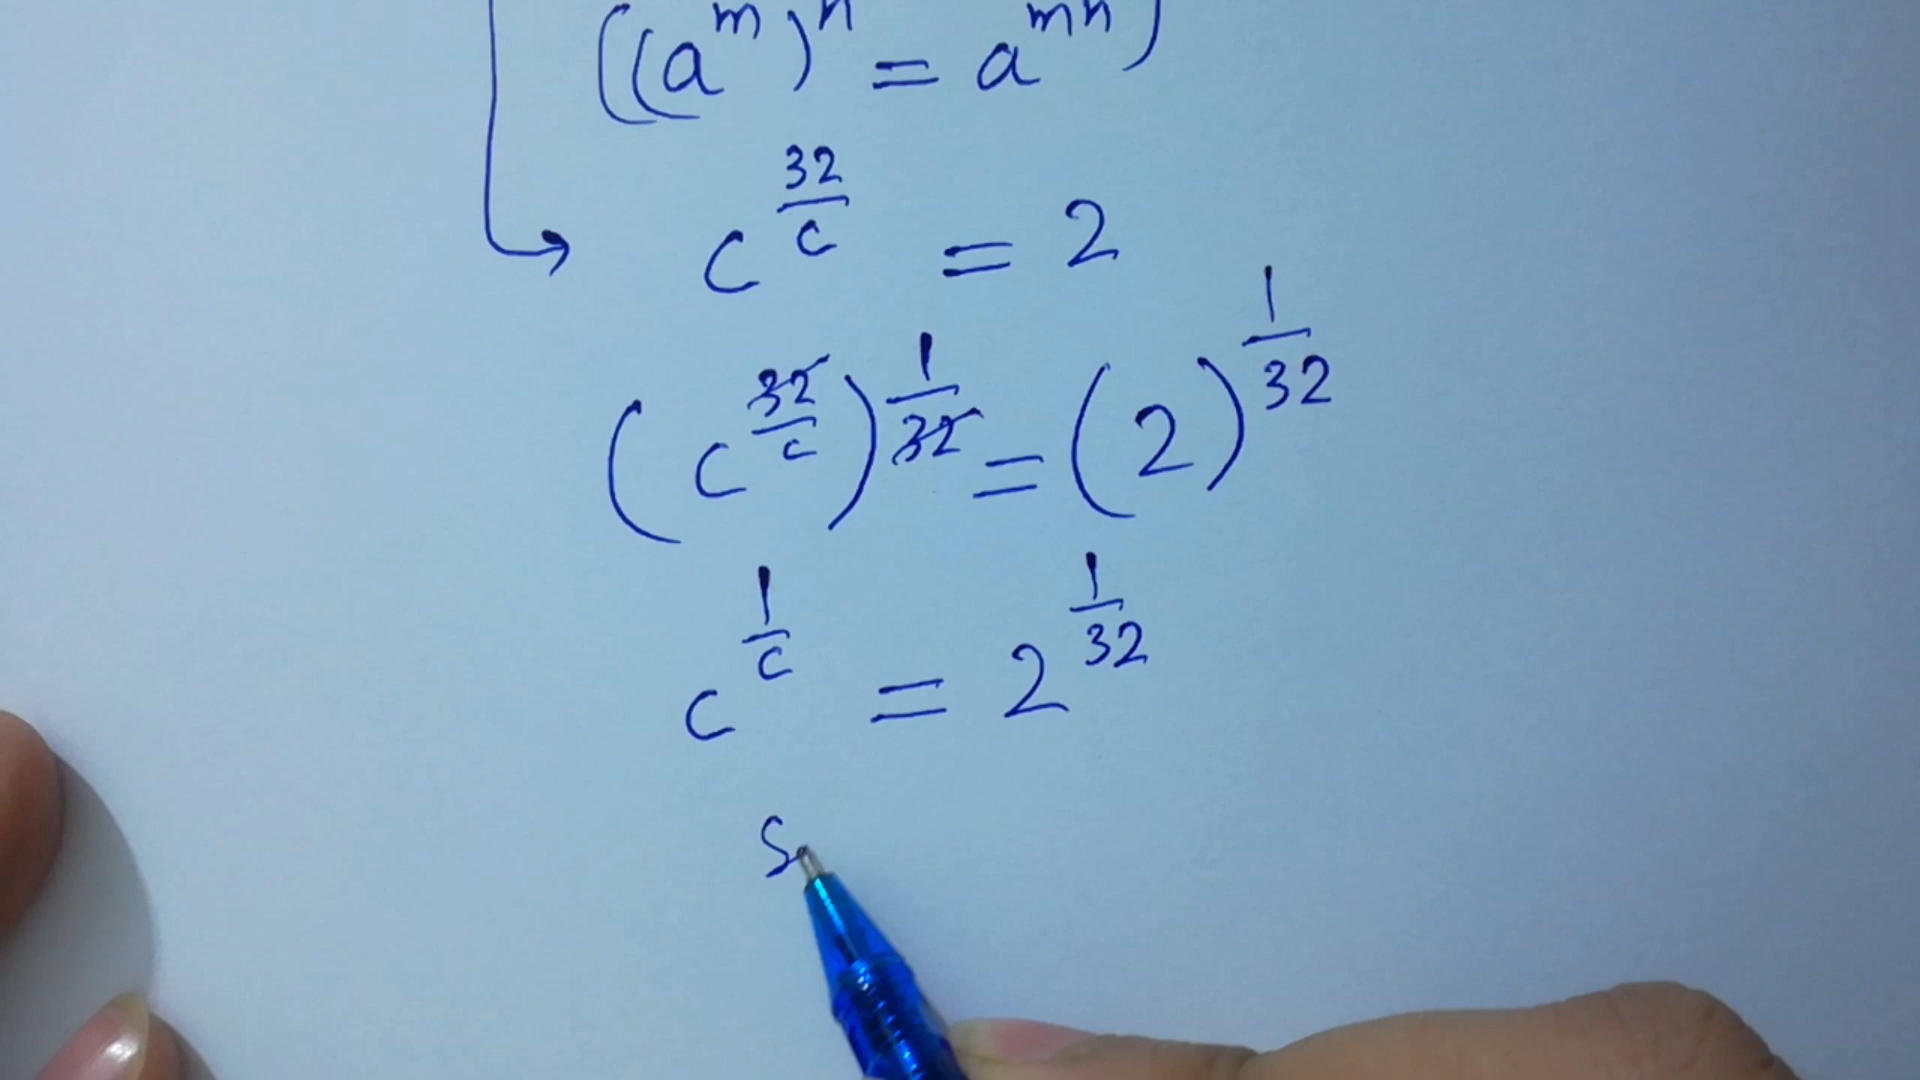 ((a^m)^n = a^{mn})
c^{32/c} = 2
(c^{32/c})^{1/32} = (2)^{1/32}
c^{1/c} = 2^{1/32}
S